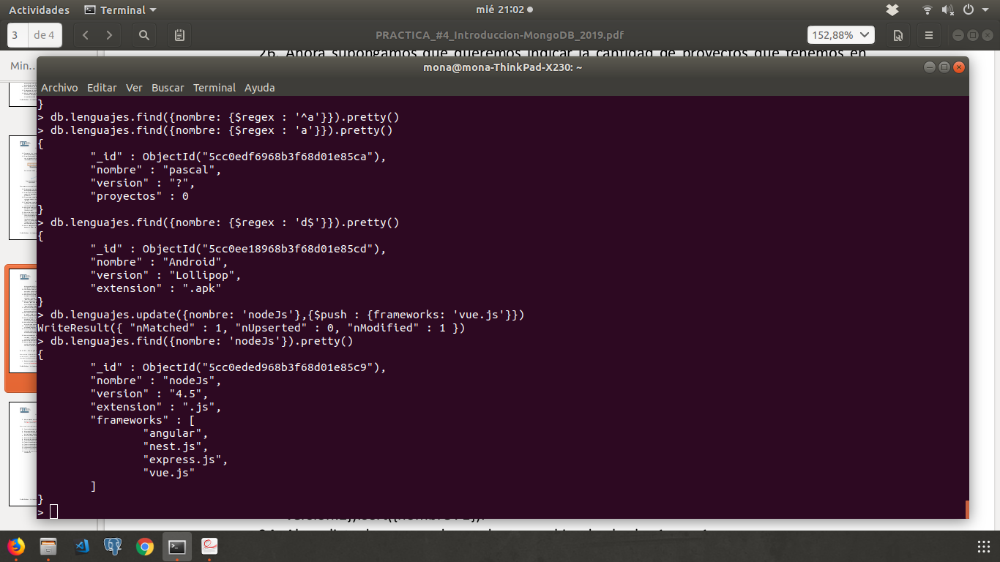 Actividades
Terminal
mié 21:02
3 de 4
PRACTICA_#4_Introduccion-MongoDB_2019.pdf
152,88%
26. Ahora supongamos que queremos indicar la cantidad de proyectos que tenemos en
Min...
mona@mona-ThinkPad-X230: ~
Archivo Editar Ver Buscar Terminal Ayuda
}
> db.lenguajes.find({nombre: {$regex : '^a'}}).pretty()
> db.lenguajes.find({nombre: {$regex : 'a'}}).pretty()
{
"_id" : ObjectId("5cc0edf6968b3f68d01e85ca"),
"nombre" : "pascal",
"version" : "?",
"proyectos" : 0
}
> db.lenguajes.find({nombre: {$regex : 'd$'}}).pretty()
{
"_id" : ObjectId("5cc0ee18968b3f68d01e85cd"),
"nombre" : "Android",
"version" : "Lollipop",
"extension" : ".apk"
}
> db.lenguajes.update({nombre: 'nodeJs'},{$push : {frameworks: 'vue.js'}})
WriteResult({ "nMatched" : 1, "nUpserted" : 0, "nModified" : 1 })
> db.lenguajes.find({nombre: 'nodeJs'}).pretty()
{
"_id" : ObjectId("5cc0eded968b3f68d01e85c9"),
"nombre" : "nodeJs",
"version" : "4.5",
"extension" : ".js",
"frameworks" : [
"angular",
"nest.js",
"express.js",
"vue.js"
]
}
>